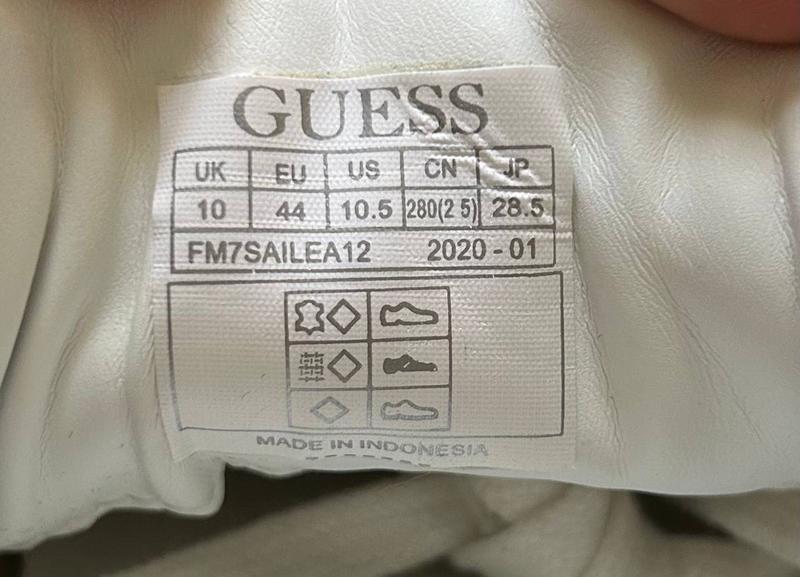 GUESS
UK EU US CN JP
10 44 10.5 280(2 5) 28.5
FM7SAILEA12 2020 - 01
MADE IN INDONESIA